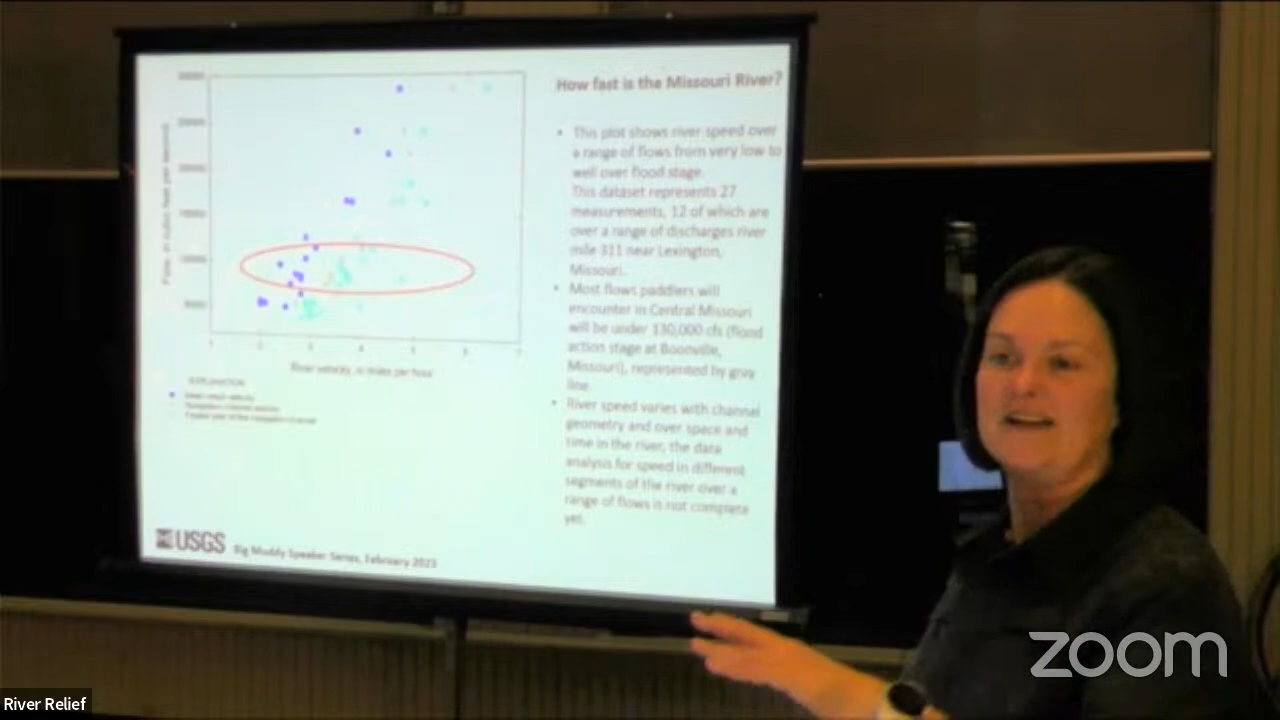 How fast is the Missouri River?
• This plot shows river speed over
a range of flows from very low to
well over flood stage.
This dataset represents 27
measurements, 12 of which are
over a range of discharges river
mile 311 near Lexington,
Missouri.
• Most flows paddlers will
encounter in Central Missouri
will be under 130,000 cfs (flood
action stage at Boonville,
Missouri), represented by gray
line.
• River speed varies with channel
geometry and over space and
time in the river, the data
analysis for speed in different
segments of the river over a
range of flows is not complete
yet.
River velocity, in miles per hour
EXPLANATION
USGS Big Muddy Speaker Series, February 2023
zoom
River Relief